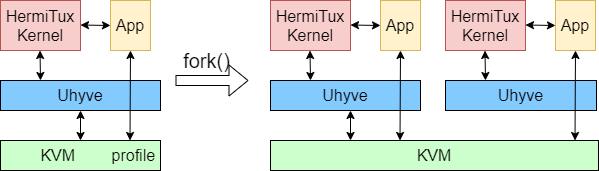 HermiTux
Kernel
App
Uhyve
KVM
profile
fork()
HermiTux
Kernel
App
HermiTux
Kernel
App
Uhyve
Uhyve
KVM